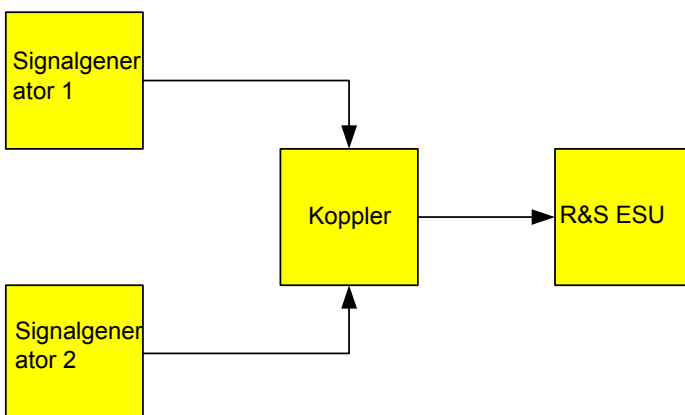 Signalgener
ator 1
Koppler
R&S ESU
Signalgener
ator 2